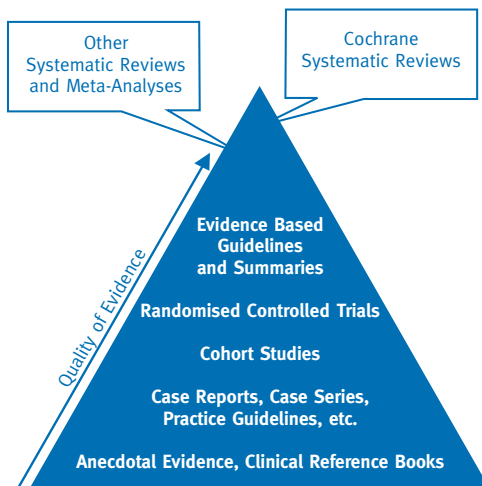 Other
Systematic Reviews
and Meta-Analyses
Cochrane
Systematic Reviews
Quality of Evidence
Evidence Based
Guidelines
and Summaries
Randomised Controlled Trials
Cohort Studies
Case Reports, Case Series,
Practice Guidelines, etc.
Anecdotal Evidence, Clinical Reference Books